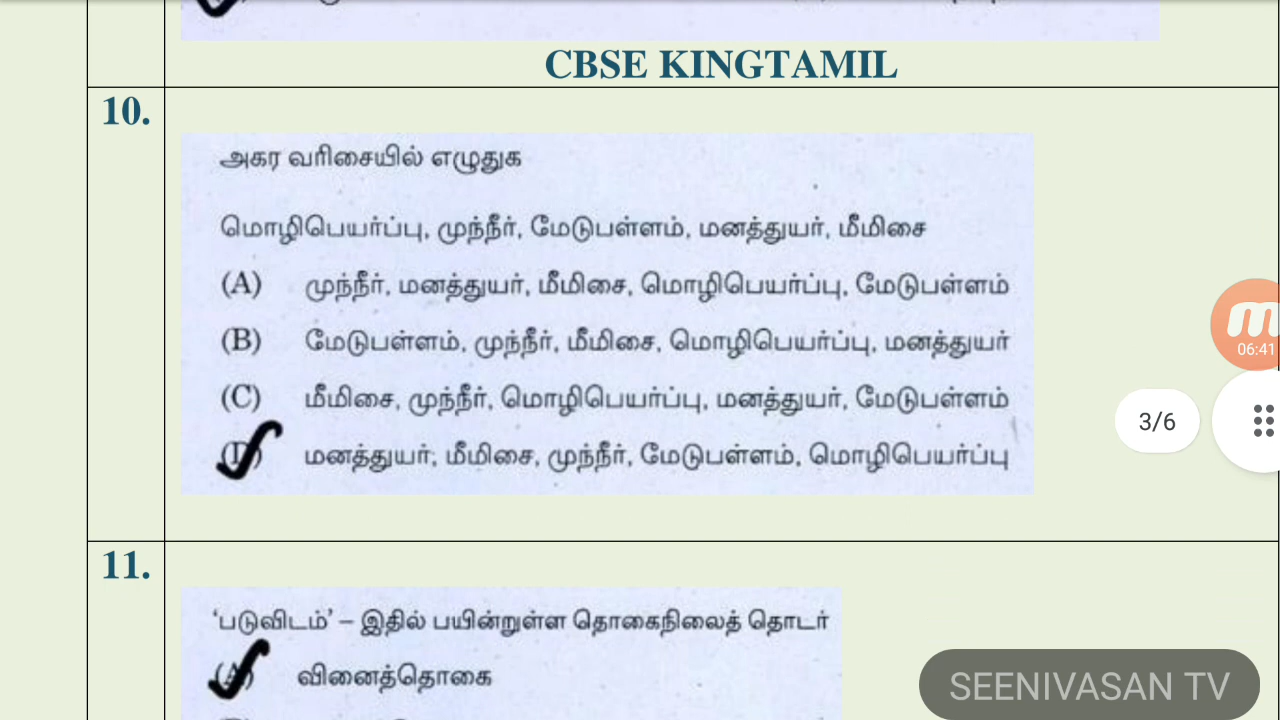 CBSE KINGTAMIL
10.
அகர வரிசையில் எழுதுக
மொழிபெயர்ப்பு, முந்நீர், மேடுபள்ளம், மனத்துயர், மீமிசை
(A) முந்நீர், மனத்துயர், மீமிசை, மொழிபெயர்ப்பு, மேடுபள்ளம்
(B) மேடுபள்ளம், முந்நீர், மீமிசை, மொழிபெயர்ப்பு, மனத்துயர்
(C) மீமிசை, முந்நீர், மொழிபெயர்ப்பு, மனத்துயர், மேடுபள்ளம்
(D) மனத்துயர், மீமிசை, முந்நீர், மேடுபள்ளம், மொழிபெயர்ப்பு
06:41
3/6
11.
'படுவிடம்' – இதில் பயின்றுள்ள தொகைநிலைத் தொடர்
(A) வினைத்தொகை
SEENIVASAN TV